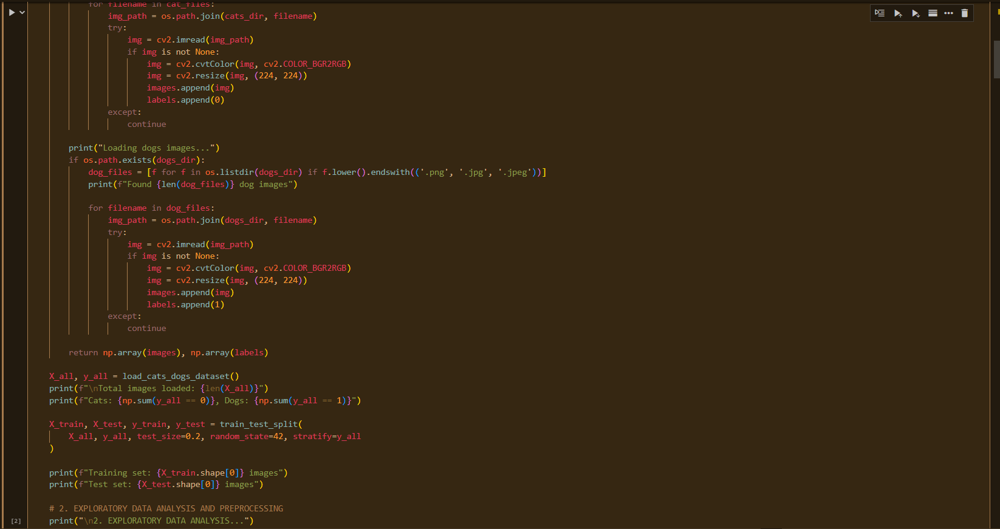 for filename in cat_files:
img_path = os.path.join(cats_dir, filename)
try:
img = cv2.imread(img_path)
if img is not None:
img = cv2.cvtColor(img, cv2.COLOR_BGR2RGB)
img = cv2.resize(img, (224, 224))
images.append(img)
labels.append(0)
except:
continue
print("Loading dogs images...")
if os.path.exists(dogs_dir):
dog_files = [f for f in os.listdir(dogs_dir) if f.lower().endswith(('.png', '.jpg', '.jpeg'))]
print(f"Found {len(dog_files)} dog images")
for filename in dog_files:
img_path = os.path.join(dogs_dir, filename)
try:
img = cv2.imread(img_path)
if img is not None:
img = cv2.cvtColor(img, cv2.COLOR_BGR2RGB)
img = cv2.resize(img, (224, 224))
images.append(img)
labels.append(1)
except:
continue
return np.array(images), np.array(labels)
X_all, y_all = load_cats_dogs_dataset()
print(f"\nTotal images loaded: {len(X_all)}")
print(f"Cats: {np.sum(y_all == 0)}, Dogs: {np.sum(y_all == 1)}")
X_train, X_test, y_train, y_test = train_test_split(
X_all, y_all, test_size=0.2, random_state=42, stratify=y_all
)
print(f"Training set: {X_train.shape[0]} images")
print(f"Test set: {X_test.shape[0]} images")
# 2. EXPLORATORY DATA ANALYSIS AND PREPROCESSING
[2]
print("\n2. EXPLORATORY DATA ANALYSIS...")